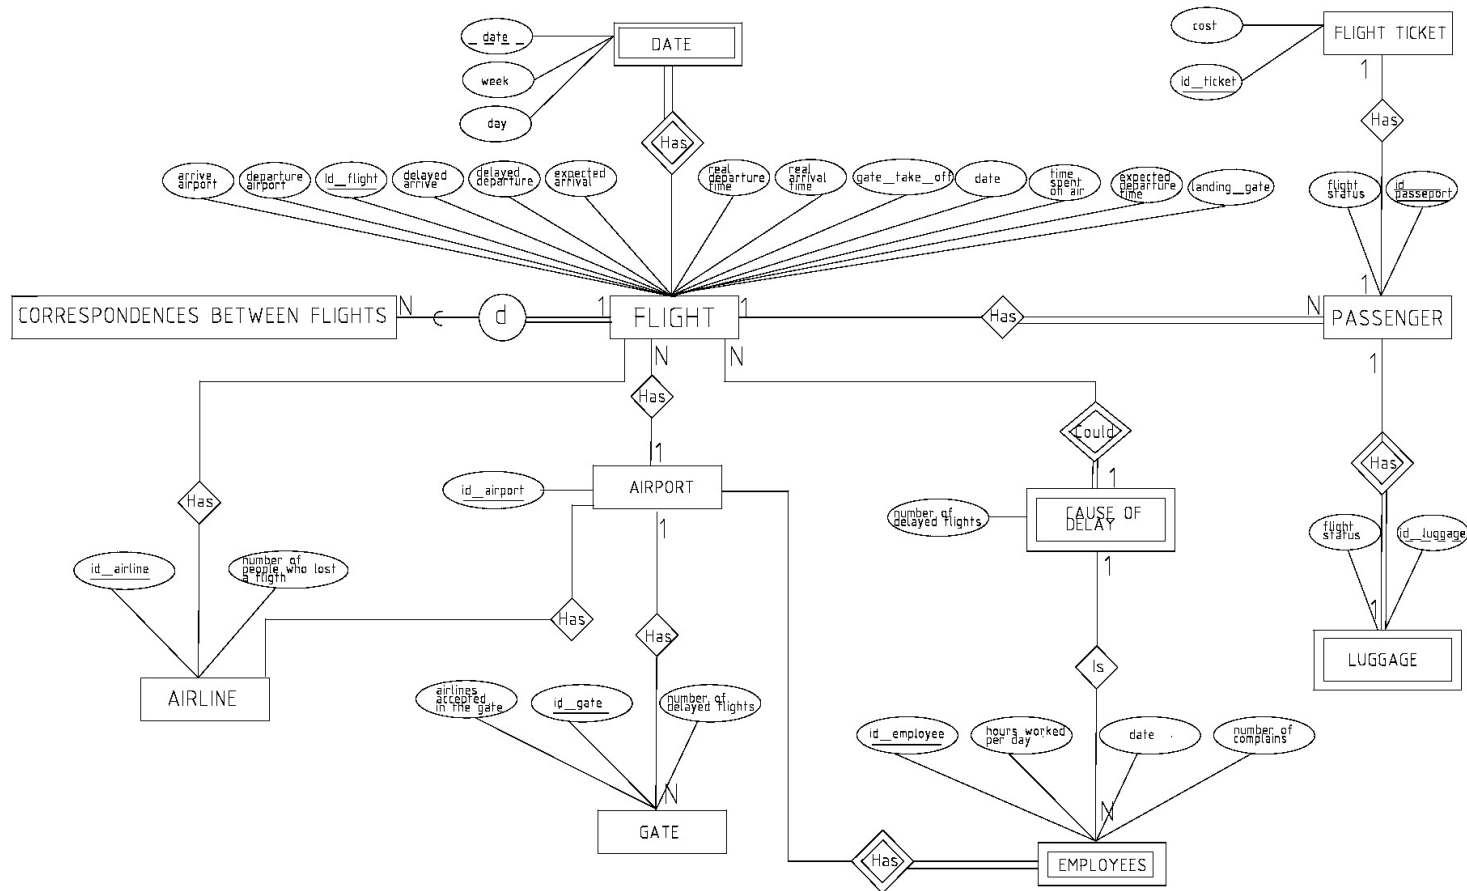 date
DATE
week
day
Has
cost
FLIGHT TICKET
1
id_ticket
Has
arrive
airport
departure
airport
Id_flight
delayed
arrive
delayed
departure
expected
arrival
real
departure
time
real
arrival
time
gate_take_off
date
time
spent
on air
expected
departure
time
landing_gate
flight
status
id_
passeport
CORRESPONDENCES BETWEEN FLIGHTS
N
d
1
FLIGHT
1
Has
N
1
PASSENGER
N
N
1
Has
Could
Has
1
1
Has
id_airport
AIRPORT
1
number of
delayed flights
CAUSE OF
DELAY
1
flight
status
id_luggage
1
LUGGAGE
id_airline
number of
people who lost
a fligth
Has
Has
Is
AIRLINE
airlines
accepted
in the gate
id_gate
number of
delayed flights
N
GATE
id_employee
hours worked
per day
date
number of
complains
N
Has
EMPLOYEES